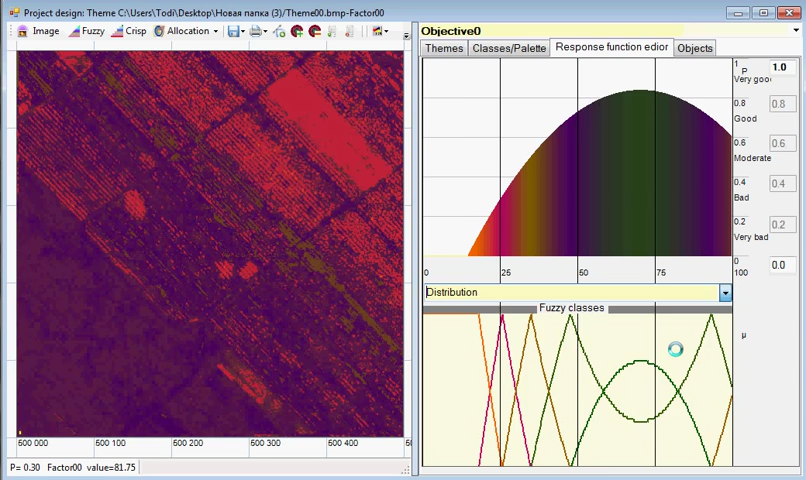 Project design: Theme C:\Users\Todi\Desktop\Новая папка (3)/Theme00.bmp-Factor00
Image Fuzzy Crisp Allocation
Objective0
Themes Classes/Palette Response function edior Objects
1 P 1.0
Very good
0.8 0.8
Good
0.6 0.6
Moderate
0.4 0.4
Bad
0.2 0.2
Very bad
0 0.0
0 25 50 75 100
Distribution
Fuzzy classes
μ
500 000 500 100 500 200 500 300 500 400
P= 0.30 Factor00 value=81.75